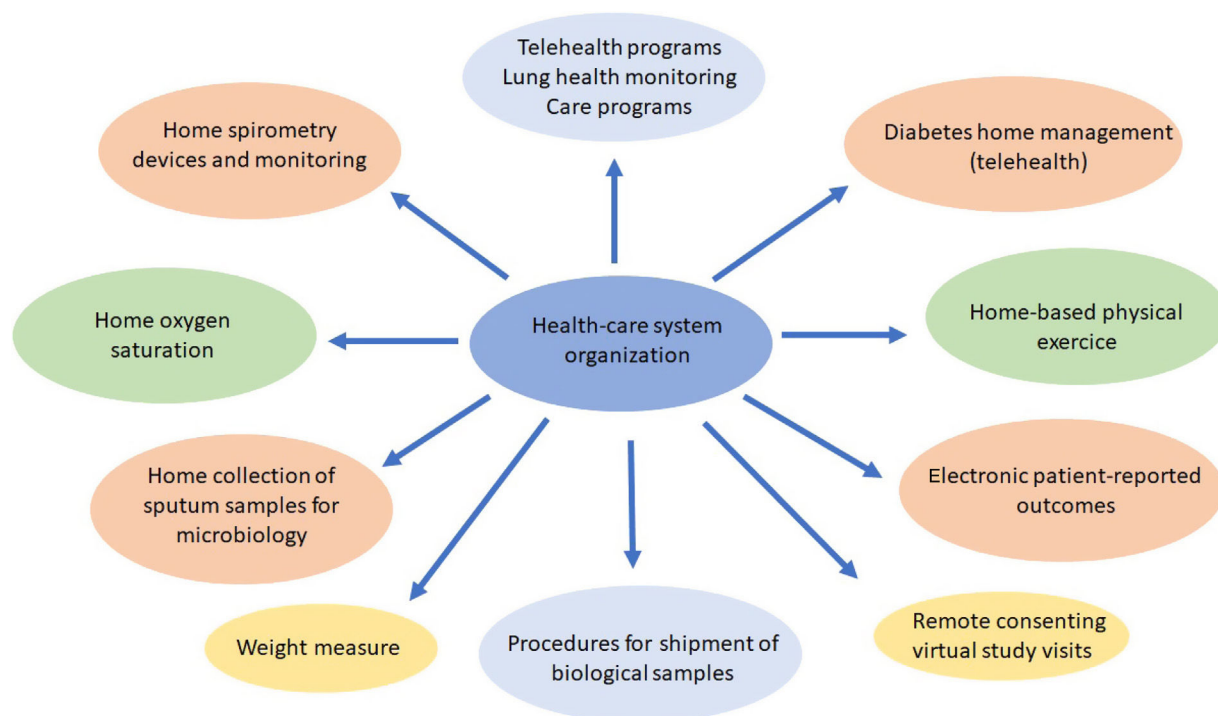 Telehealth programs
Lung health monitoring
Care programs
Home spirometry
devices and monitoring
Diabetes home management
(telehealth)
Home oxygen
saturation
Health-care system
organization
Home-based physical
exercice
Home collection of
sputum samples for
microbiology
Electronic patient-reported
outcomes
Weight measure
Procedures for shipment of
biological samples
Remote consenting
virtual study visits